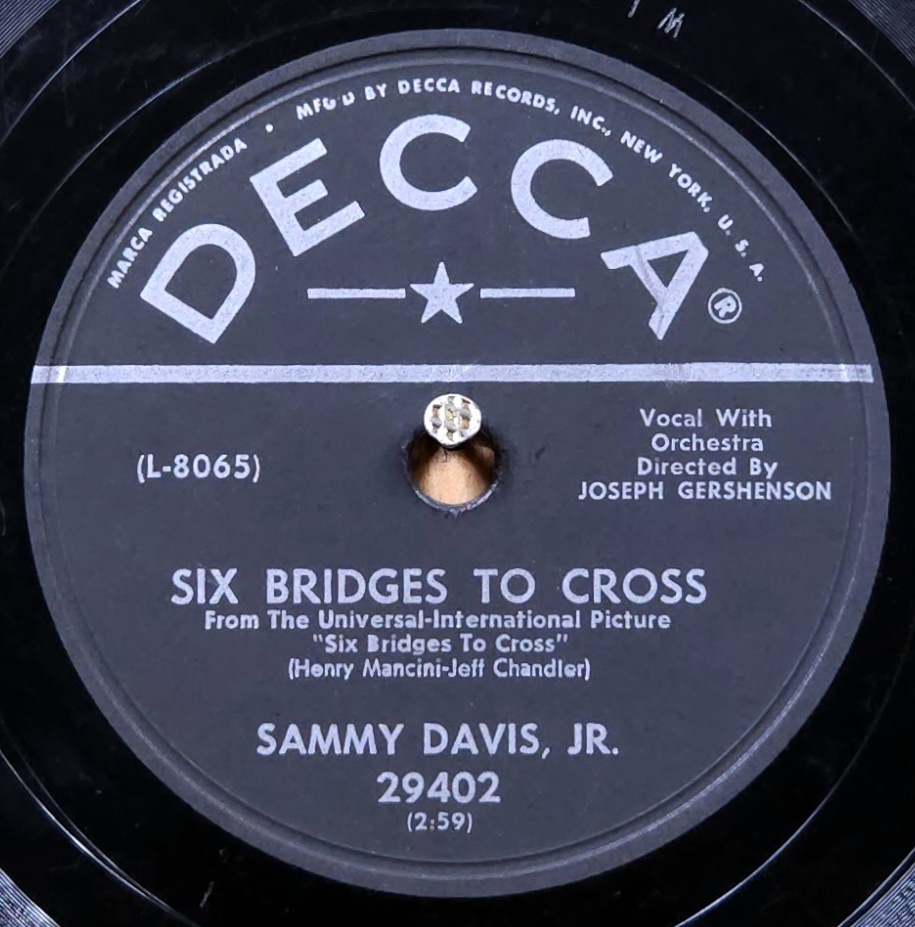 MARCA REGISTRADA • MFG'D BY DECCA RECORDS, INC., NEW YORK, U. S. A.
DECCA ®
(L-8065)
Vocal With
Orchestra
Directed By
JOSEPH GERSHENSON
SIX BRIDGES TO CROSS
From The Universal-International Picture
"Six Bridges To Cross"
(Henry Mancini-Jeff Chandler)
SAMMY DAVIS, JR.
29402
(2:59)